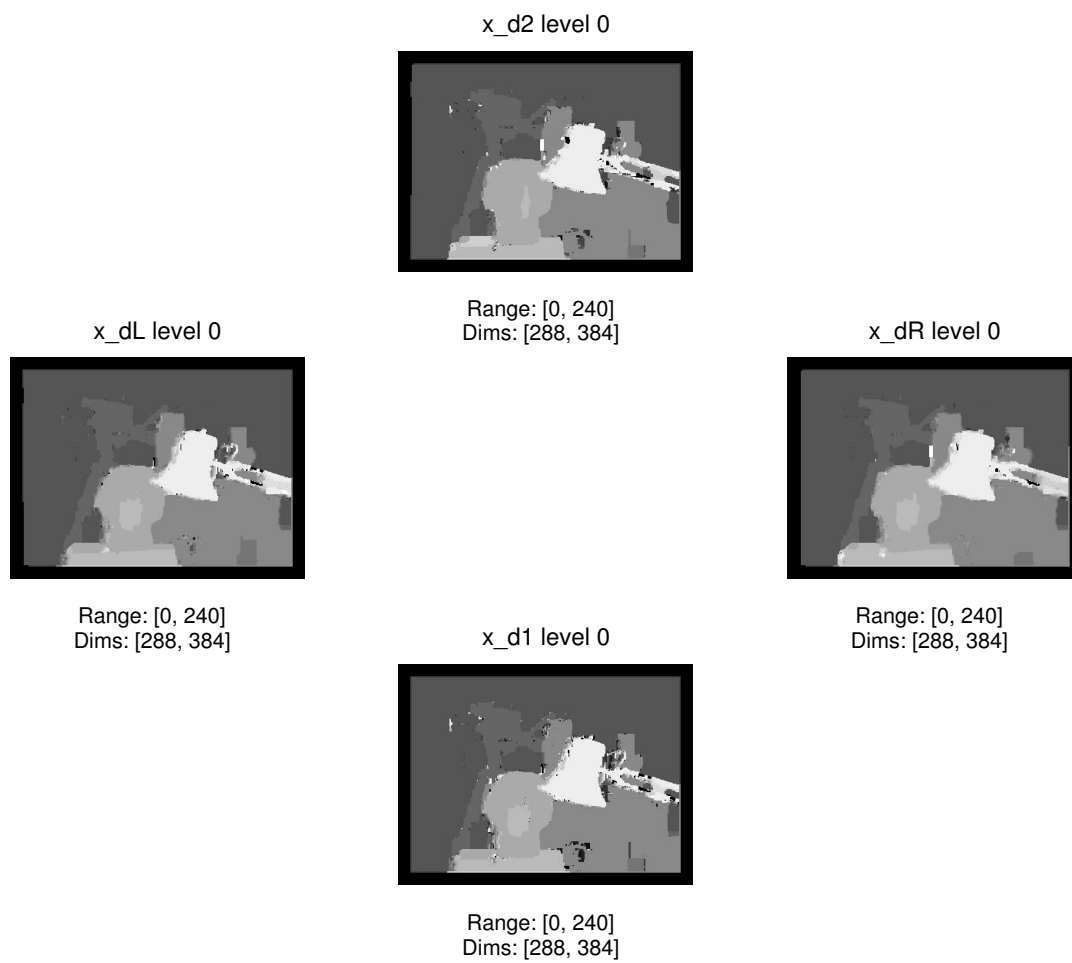 x_d2 level 0
Range: [0, 240]
Dims: [288, 384]
x_dL level 0
Range: [0, 240]
Dims: [288, 384]
x_dR level 0
Range: [0, 240]
Dims: [288, 384]
x_d1 level 0
Range: [0, 240]
Dims: [288, 384]